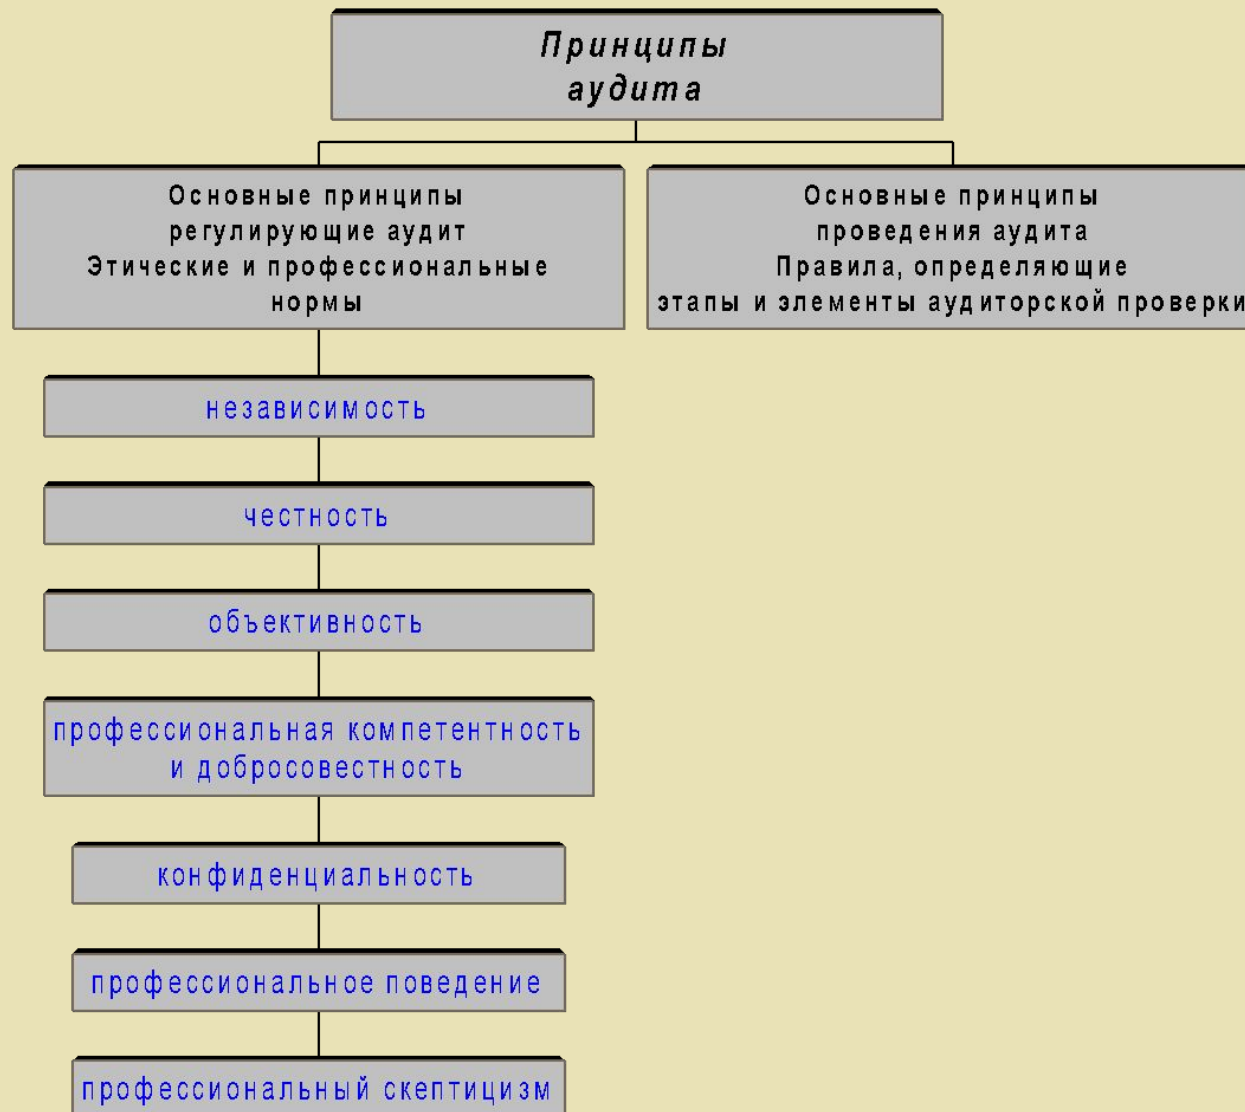 Принципы
аудита
Основные принципы
регулирующие аудит
Этические и профессиональные
нормы
Основные принципы
проведения аудита
Правила, определяющие
этапы и элементы аудиторской проверки
независимость
честность
объективность
профессиональная компетентность
и добросовестность
конфиденциальность
профессиональное поведение
профессиональный скептицизм